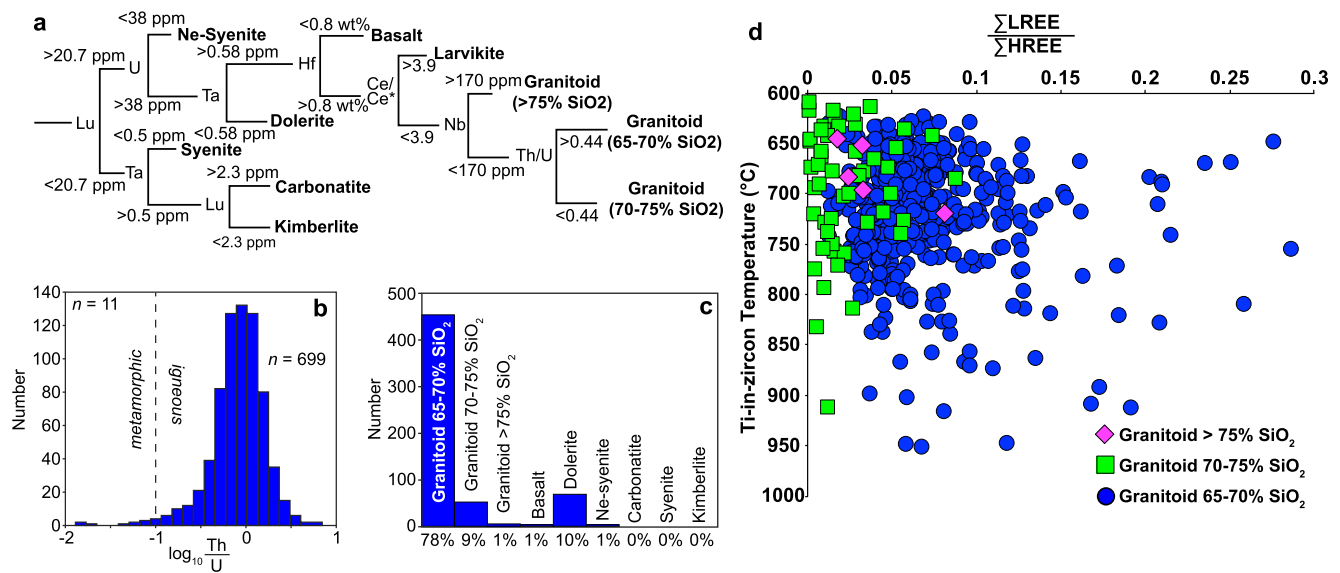 a
<38 ppm
Ne-Syenite
<0.8 wt%
Basalt
>20.7 ppm
U
>0.58 ppm
Hf
Larvikite
>3.9
>38 ppm
Ta
>0.8 wt%
Ce/
Ce*
>170 ppm
Granitoid
(>75% SiO2)
Lu
<0.5 ppm
<0.58 ppm
Dolerite
<3.9
Nb
Syenite
Granitoid
>0.44 (65-70% SiO2)
<20.7 ppm
Ta
>2.3 ppm
Carbonatite
<170 ppm
Th/U
>0.5 ppm
Lu
Kimberlite
<2.3 ppm
<0.44
Granitoid
(70-75% SiO2)
b
n = 11
n = 699
metamorphic
igneous
Number
140
120
100
80
60
40
20
0
-2
-1
0
1
log10 Th
U
c
Number
500
400
300
200
100
0
Granitoid 65-70% SiO2
Granitoid 70-75% SiO2
Granitoid >75% SiO2
Basalt
Dolerite
Ne-syenite
Carbonatite
Syenite
Kimberlite
78% 9% 1% 1% 10% 1% 0% 0% 0%
d
∑LREE
∑HREE
0 0.05 0.1 0.15 0.2 0.25 0.3
Ti-in-zircon Temperature (°C)
600
650
700
750
800
850
900
950
1000
Granitoid > 75% SiO2
Granitoid 70-75% SiO2
Granitoid 65-70% SiO2